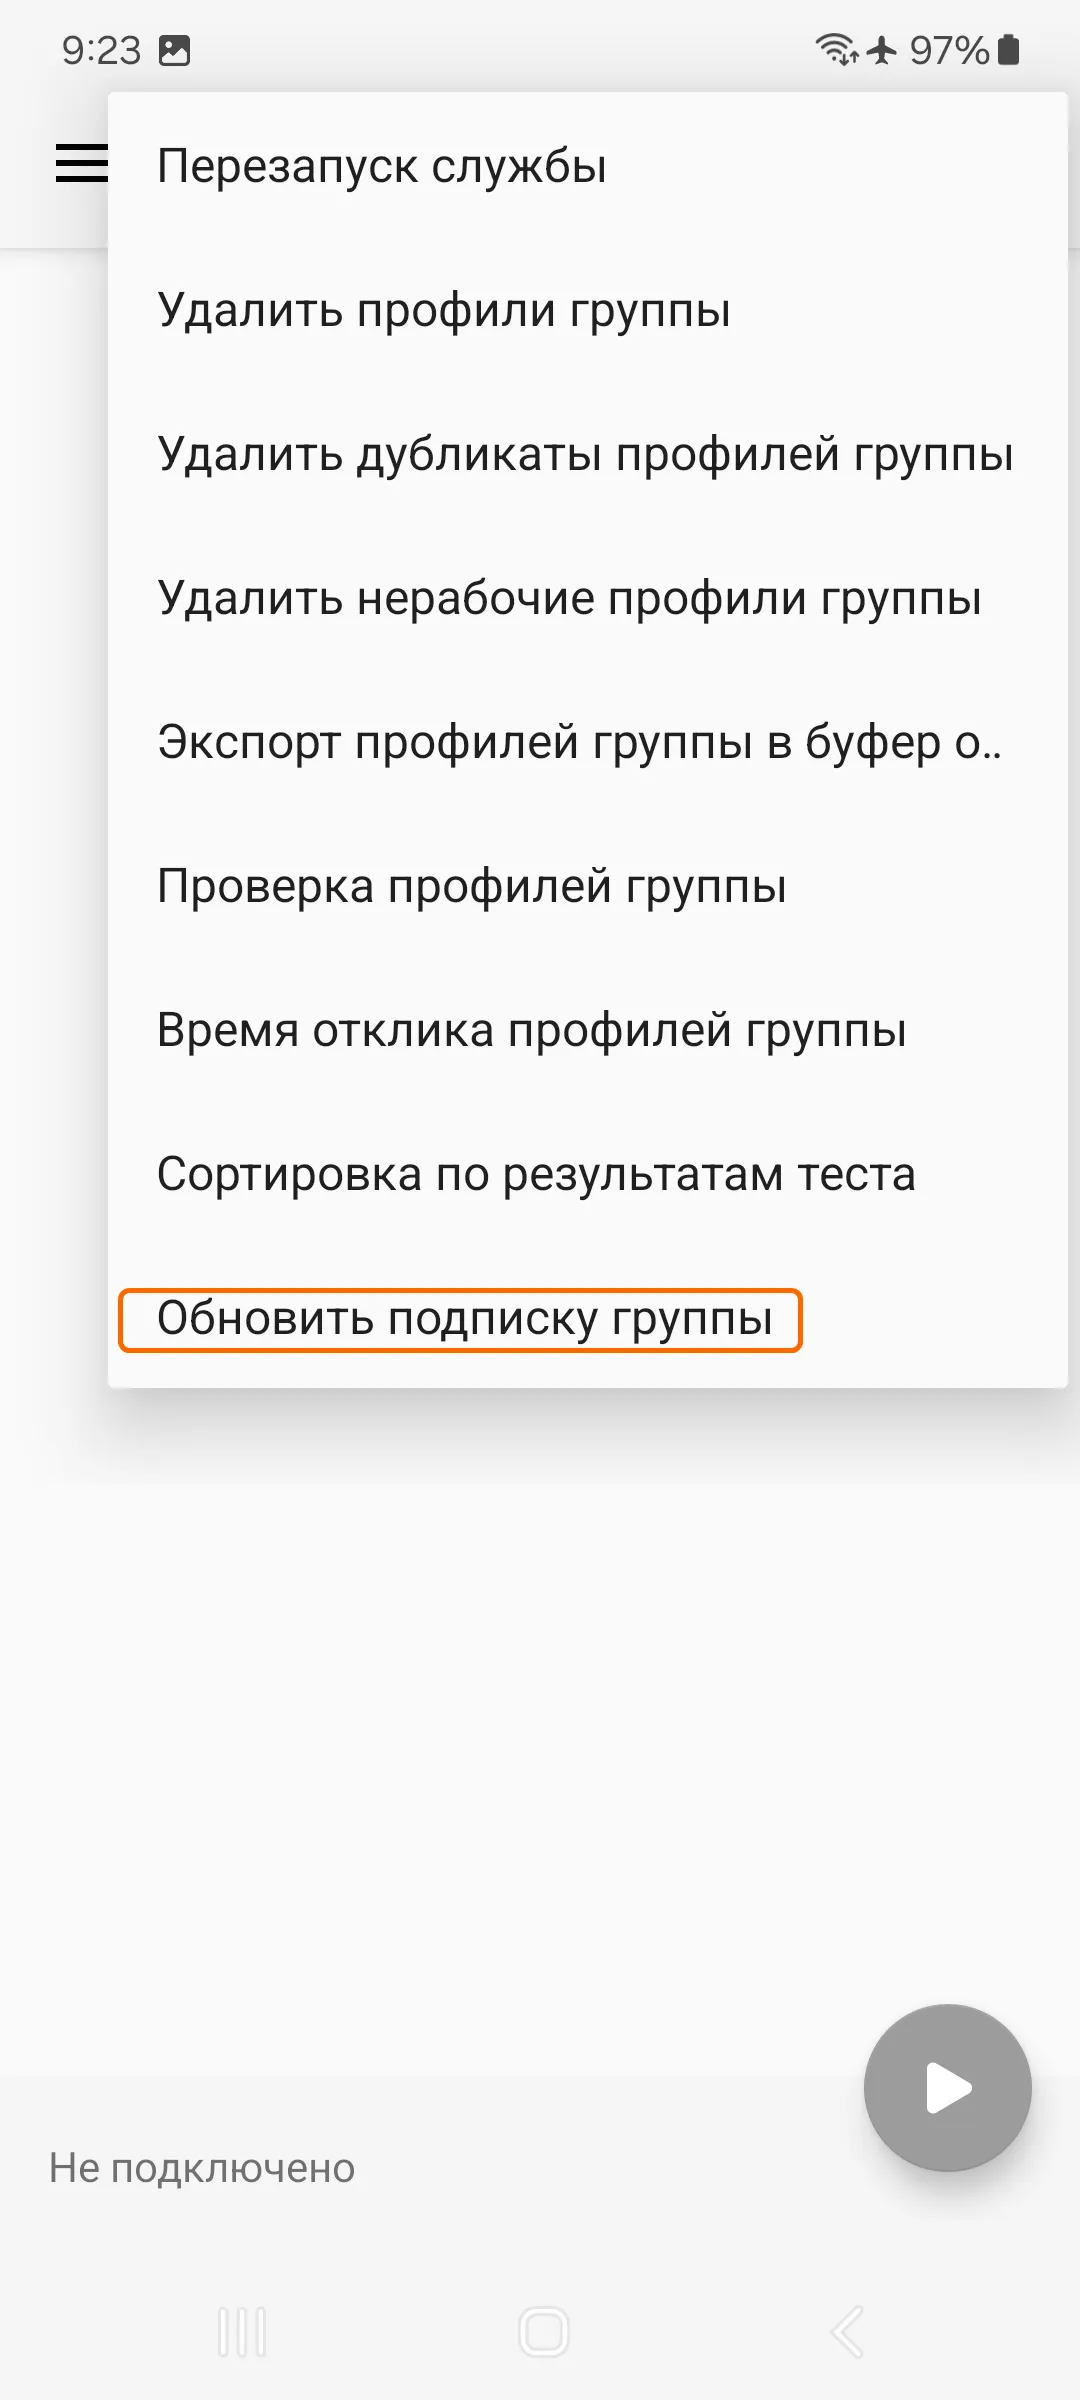 9:23
97%
Перезапуск службы
Удалить профили группы
Удалить дубликаты профилей группы
Удалить нерабочие профили группы
Экспорт профилей группы в буфер о..
Проверка профилей группы
Время отклика профилей группы
Сортировка по результатам теста
Обновить подписку группы
Не подключено